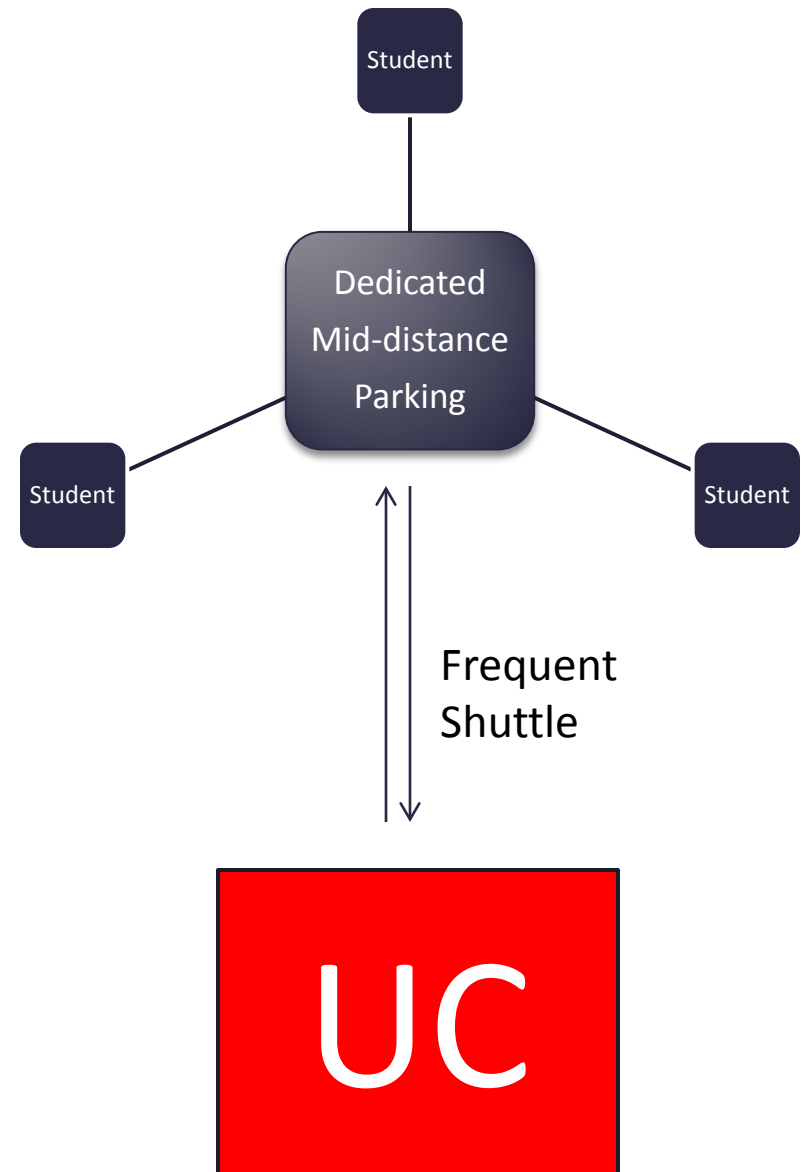 Student
Dedicated
Mid-distance
Parking
Student
Student
Frequent
Shuttle
UC